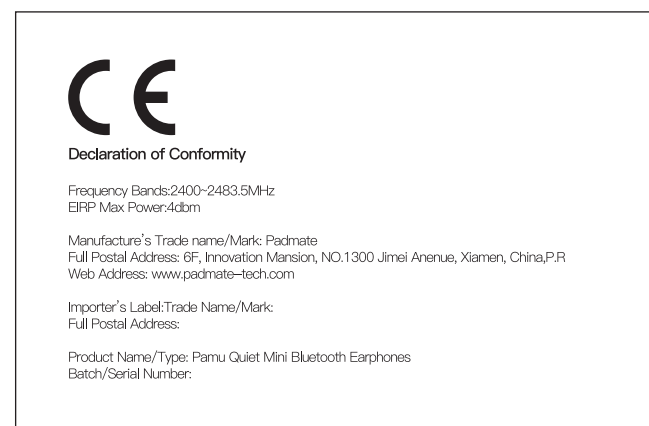 CE
Declaration of Conformity
Frequency Bands:2400~2483.5MHz
EIRP Max Power:4dbm
Manufacture's Trade name/Mark: Padmate
Full Postal Address: 6F, Innovation Mansion, NO.1300 Jimei Anenue, Xiamen, China,P.R
Web Address: www.padmate-tech.com
Importer's Label:Trade Name/Mark:
Full Postal Address:
Product Name/Type: Pamu Quiet Mini Bluetooth Earphones
Batch/Serial Number: